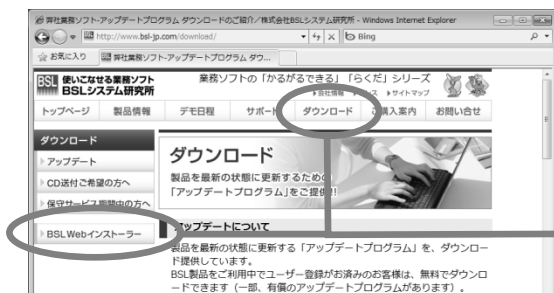 弊社業務ソフト-アップデートプログラム ダウンロードのご紹介／株式会社BSLシステム研究所 - Windows Internet Explorer
http://www.bsl-jp.com/download/
Bing
お気に入り
弊社業務ソフト-アップデートプログラム ダウ...
BSL 使いこなせる業務ソフト
BSLシステム研究所
業務ソフトの「かるがるできる」「らくだ」シリーズ
会社情報
サイトマップ
トップページ 製品情報 デモ日程 サポート ダウンロード ご購入案内 お問い合せ
ダウンロード
アップデート
CD送付ご希望の方へ
保守サービス期間中の方へ
BSL Webインストーラー
ダウンロード
製品を最新の状態に更新するための
「アップデートプログラム」をご提供!!
アップデートについて
製品を最新の状態に更新する「アップデートプログラム」を、ダウンロー
ド提供しています。
BSL製品をご利用中でユーザー登録がお済みのお客様は、無料でダウンロ
ードできます（一部、有償のアップデートプログラムがあります）。